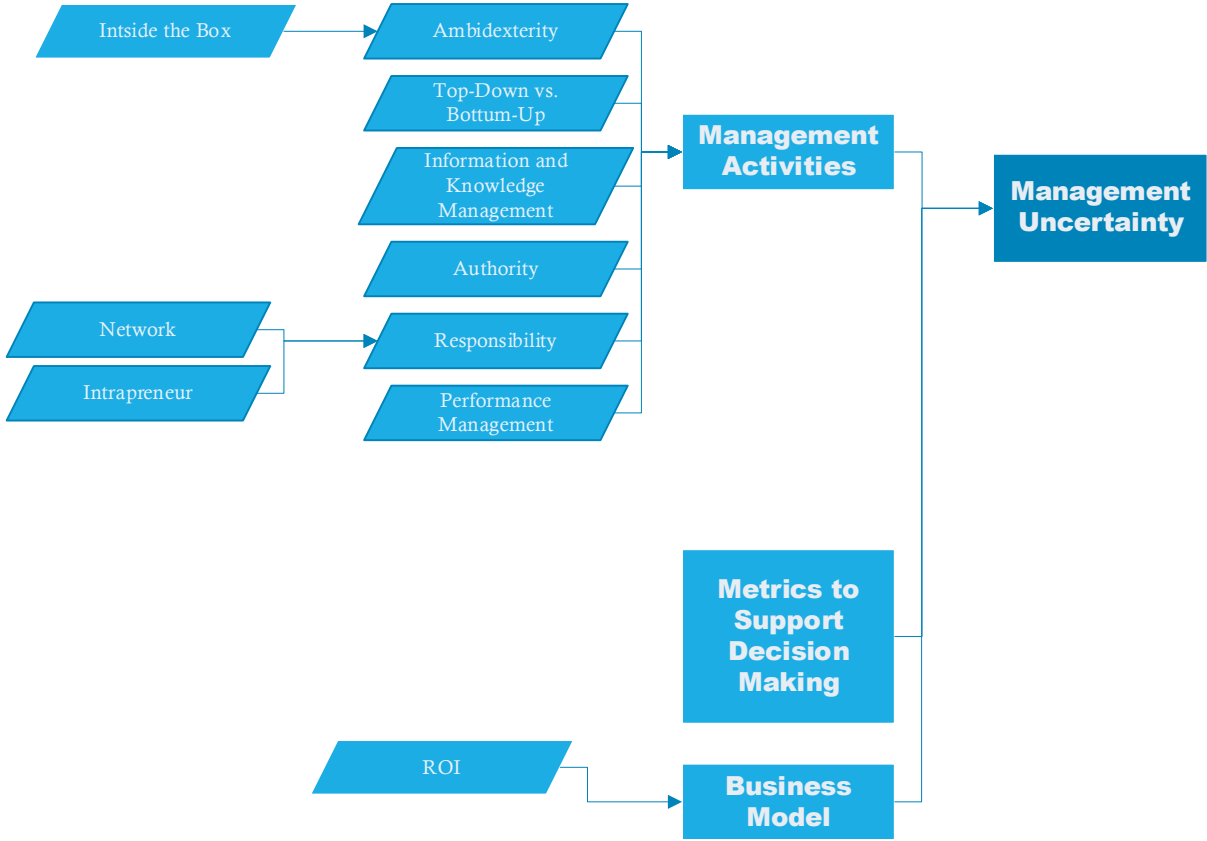 Intside the Box
Ambidexterity
Top-Down vs.
Bottum-Up
Management
Activities
Information and
Knowledge
Management
Management
Uncertainty
Authority
Network
Responsibility
Intrapreneur
Performance
Management
Metrics to
Support
Decision
Making
ROI
Business
Model